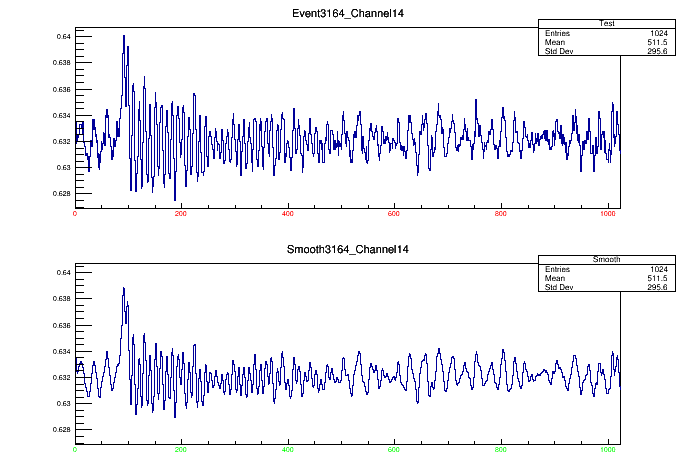 Event3164_Channel14
Test
Entries 1024
Mean 511.5
Std Dev 295.6
0.64
0.638
0.636
0.634
0.632
0.63
0.628
0 200 400 600 800 1000
Smooth3164_Channel14
Smooth
Entries 1024
Mean 511.5
Std Dev 295.6
0.64
0.638
0.636
0.634
0.632
0.63
0.628
0 200 400 600 800 1000